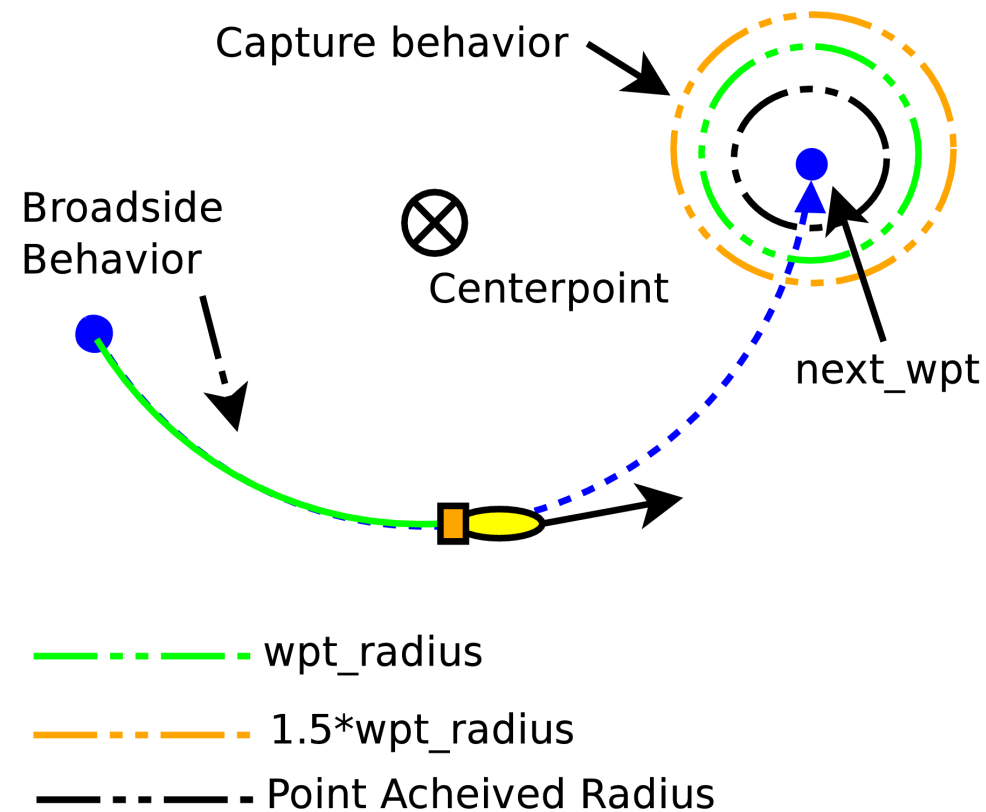 Capture behavior
Broadside
Behavior
Centerpoint
next_wpt
wpt_radius
1.5*wpt_radius
Point Acheived Radius